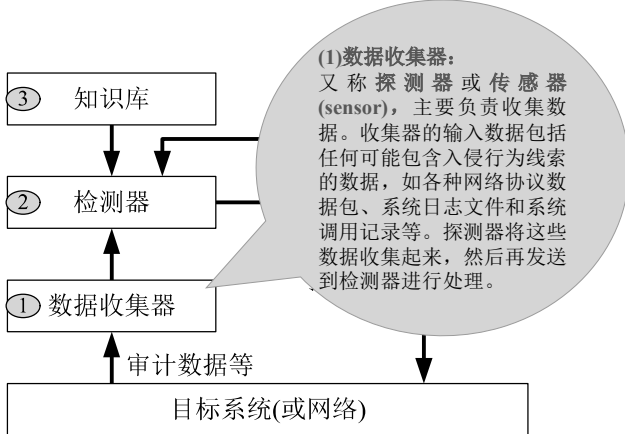 (1)数据收集器：
又称探测器或传感器
(sensor)，主要负责收集数
据。收集器的输入数据包括
任何可能包含入侵行为线索
的数据，如各种网络协议数
据包、系统日志文件和系统
调用记录等。探测器将这些
数据收集起来，然后再发送
到检测器进行处理。
3 知识库
2 检测器
1 数据收集器
审计数据等
目标系统(或网络)